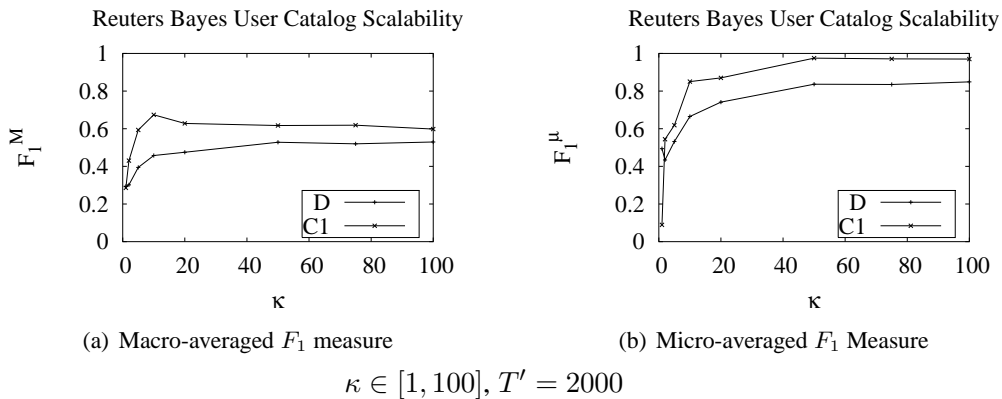 Reuters Bayes User Catalog Scalability
1
0.8
0.6
0.4
0.2
0
F₁ᴹ
D
C1
0 20 40 60 80 100
κ
(a) Macro-averaged F₁ measure
Reuters Bayes User Catalog Scalability
1
0.8
0.6
0.4
0.2
0
F₁^μ
D
C1
0 20 40 60 80 100
κ
(b) Micro-averaged F₁ Measure
κ ∈ [1, 100], T′ = 2000